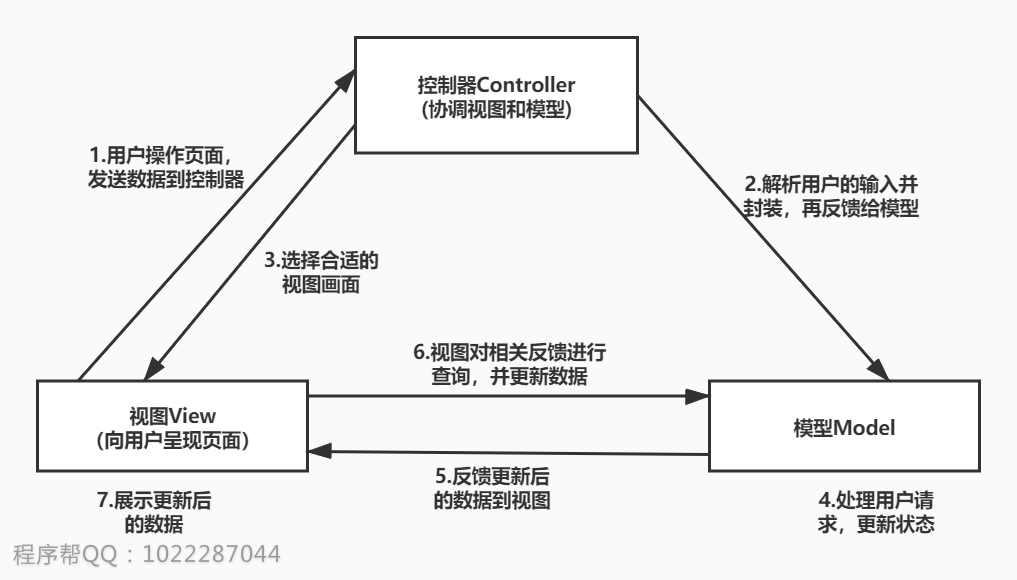 控制器Controller
(协调视图和模型)
1.用户操作页面，
发送数据到控制器
2.解析用户的输入并
封装，再反馈给模型
3.选择合适的
视图画面
6.视图对相关反馈进行
查询，并更新数据
视图View
（向用户呈现页面）
模型Model
5.反馈更新后
的数据到视图
7.展示更新后
的数据
4.处理用户请
求，更新状态
程序帮QQ：1022287044